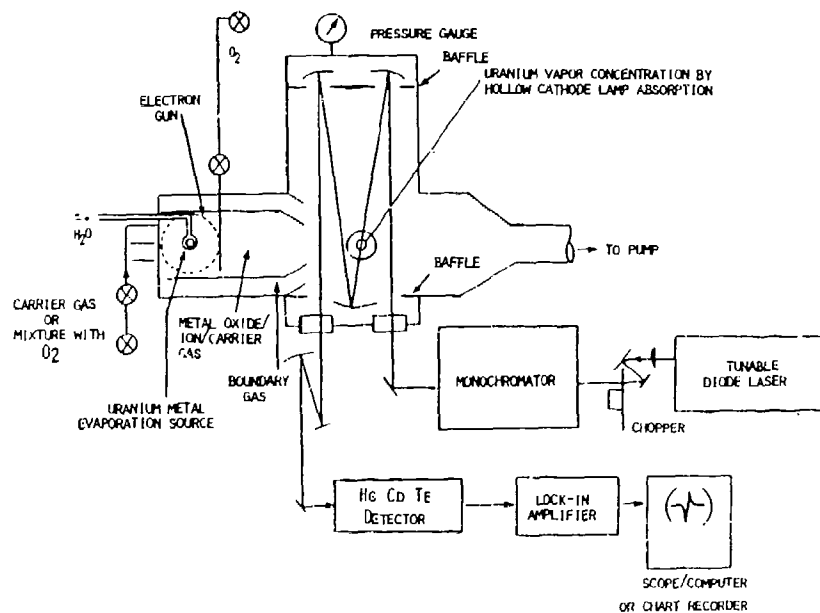 PRESSURE GAUGE
O2
BAFFLE
URANIUM VAPOR CONCENTRATION BY
HOLLOW CATHODE LAMP ABSORPTION
ELECTRON
GUN
H2O
TO PUMP
BAFFLE
CARRIER GAS
OR
MIXTURE WITH
O2
METAL OXIDE/
ION/CARRIER
GAS
BOUNDARY
GAS
URANIUM METAL
EVAPORATION SOURCE
MONOCHROMATOR
TUNABLE
DIODE LASER
CHOPPER
Hg Cd Te
DETECTOR
LOCK-IN
AMPLIFIER
SCOPE/COMPUTER
OR CHART RECORDER